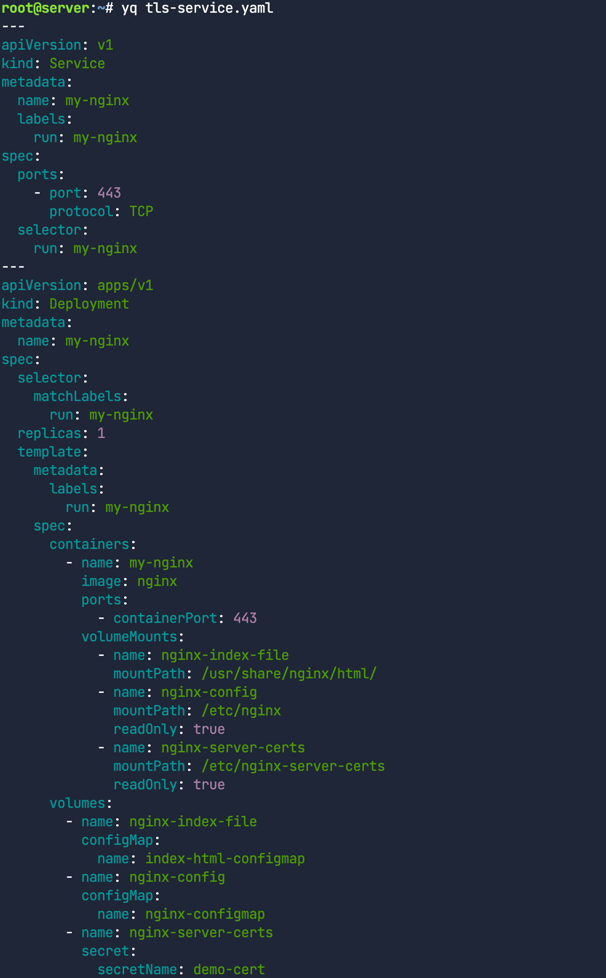 root@server:~# yq tls-service.yaml
---
apiVersion: v1
kind: Service
metadata:
  name: my-nginx
  labels:
    run: my-nginx
spec:
  ports:
    - port: 443
      protocol: TCP
  selector:
    run: my-nginx
---
apiVersion: apps/v1
kind: Deployment
metadata:
  name: my-nginx
spec:
  selector:
    matchLabels:
      run: my-nginx
  replicas: 1
  template:
    metadata:
      labels:
        run: my-nginx
    spec:
      containers:
        - name: my-nginx
          image: nginx
          ports:
            - containerPort: 443
          volumeMounts:
            - name: nginx-index-file
              mountPath: /usr/share/nginx/html/
            - name: nginx-config
              mountPath: /etc/nginx
              readOnly: true
            - name: nginx-server-certs
              mountPath: /etc/nginx-server-certs
              readOnly: true
      volumes:
        - name: nginx-index-file
          configMap:
            name: index-html-configmap
        - name: nginx-config
          configMap:
            name: nginx-configmap
        - name: nginx-server-certs
          secret:
            secretName: demo-cert